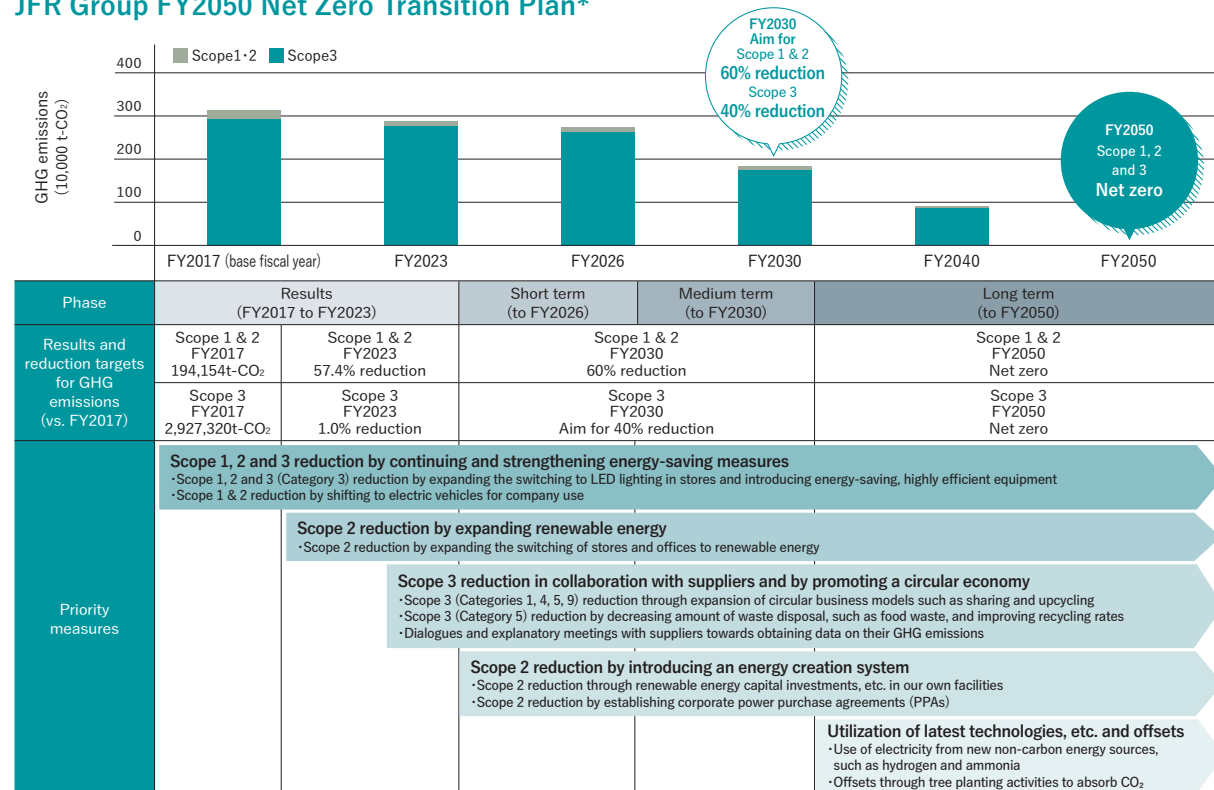 JFR Group FY2050 Net Zero Transition Plan*
GHG emissions
(10,000 t-CO₂)
Scope1・2
Scope3
400
300
200
100
0
FY2030
Aim for
Scope 1 & 2
60% reduction
Scope 3
40% reduction
FY2050
Scope 1, 2
and 3
Net zero
FY2017 (base fiscal year)
FY2023
FY2026
FY2030
FY2040
FY2050
Phase
Results
(FY2017 to FY2023)
Short term
(to FY2026)
Medium term
(to FY2030)
Long term
(to FY2050)
Results and
reduction targets
for GHG
emissions
(vs. FY2017)
Scope 1 & 2
FY2017
194,154t-CO₂
Scope 1 & 2
FY2023
57.4% reduction
Scope 1 & 2
FY2030
60% reduction
Scope 1 & 2
FY2050
Net zero
Scope 3
FY2017
2,927,320t-CO₂
Scope 3
FY2023
1.0% reduction
Scope 3
FY2030
Aim for 40% reduction
Scope 3
FY2050
Net zero
Priority
measures
Scope 1, 2 and 3 reduction by continuing and strengthening energy-saving measures
・Scope 1, 2 and 3 (Category 3) reduction by expanding the switching to LED lighting in stores and introducing energy-saving, highly efficient equipment
・Scope 1 & 2 reduction by shifting to electric vehicles for company use
Scope 2 reduction by expanding renewable energy
・Scope 2 reduction by expanding the switching of stores and offices to renewable energy
Scope 3 reduction in collaboration with suppliers and by promoting a circular economy
・Scope 3 (Categories 1, 4, 5, 9) reduction through expansion of circular business models such as sharing and upcycling
・Scope 3 (Category 5) reduction by decreasing amount of waste disposal, such as food waste, and improving recycling rates
・Dialogues and explanatory meetings with suppliers towards obtaining data on their GHG emissions
Scope 2 reduction by introducing an energy creation system
・Scope 2 reduction through renewable energy capital investments, etc. in our own facilities
・Scope 2 reduction by establishing corporate power purchase agreements (PPAs)
Utilization of latest technologies, etc. and offsets
・Use of electricity from new non-carbon energy sources,
such as hydrogen and ammonia
・Offsets through tree planting activities to absorb CO₂